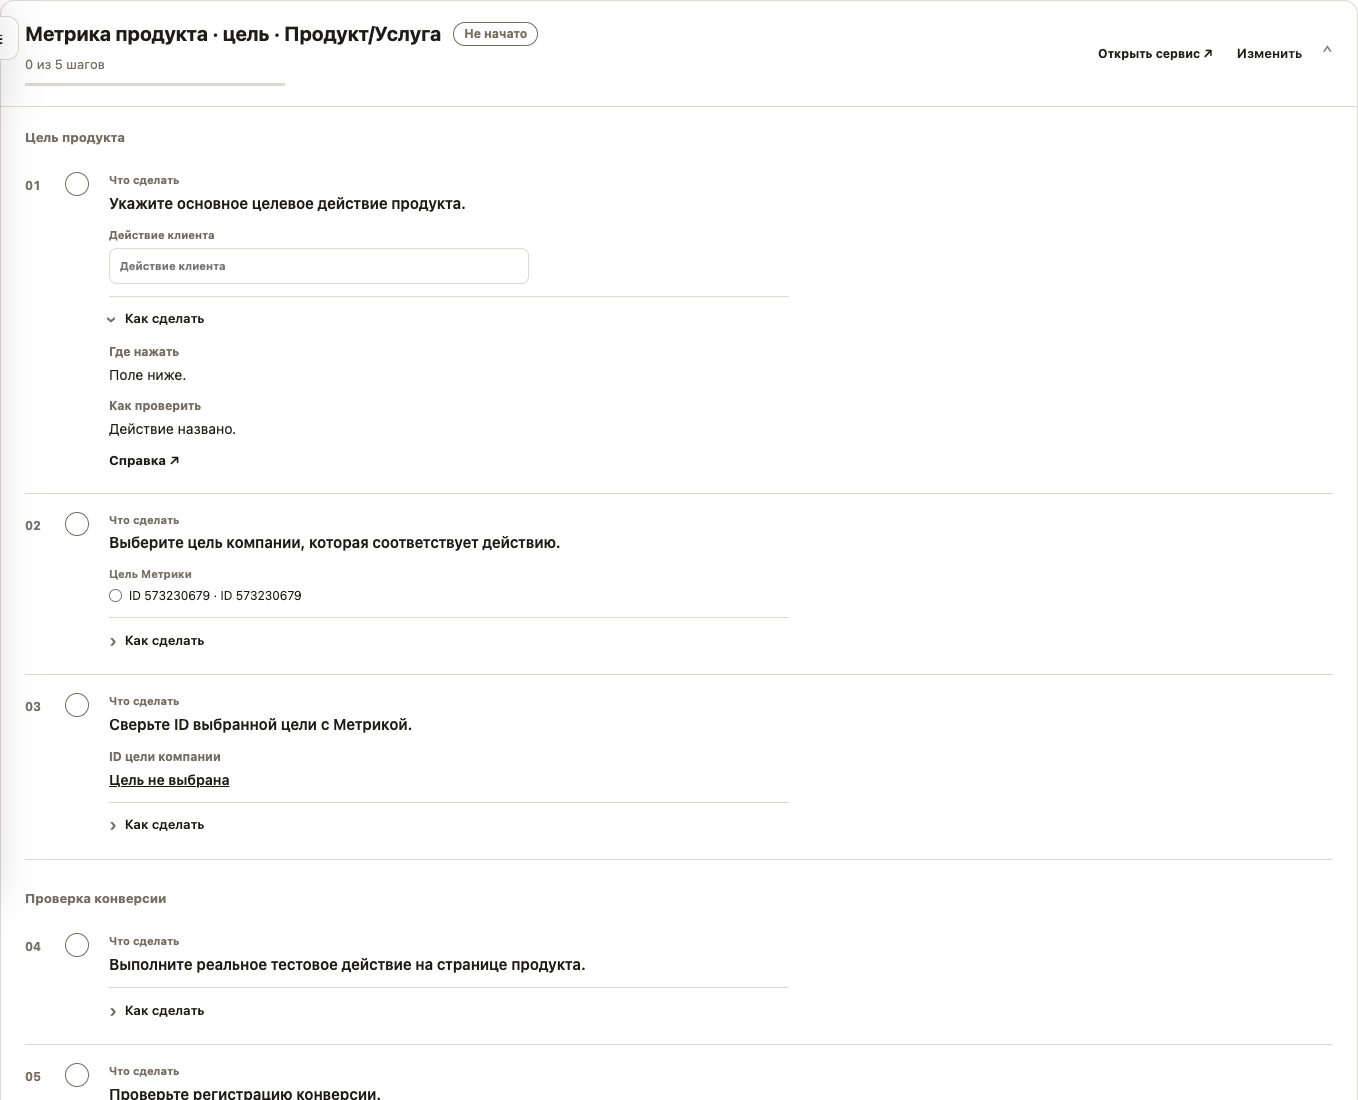 Метрика продукта · цель · Продукт/Услуга
Не начато
0 из 5 шагов
Открыть сервис ↗
Изменить
Цель продукта
01
Что сделать
Укажите основное целевое действие продукта.
Действие клиента
Действие клиента
Как сделать
Где нажать
Поле ниже.
Как проверить
Действие названо.
Справка ↗
02
Что сделать
Выберите цель компании, которая соответствует действию.
Цель Метрики
ID 573230679 · ID 573230679
Как сделать
03
Что сделать
Сверьте ID выбранной цели с Метрикой.
ID цели компании
Цель не выбрана
Как сделать
Проверка конверсии
04
Что сделать
Выполните реальное тестовое действие на странице продукта.
Как сделать
05
Что сделать
Проверьте регистрацию конверсии.